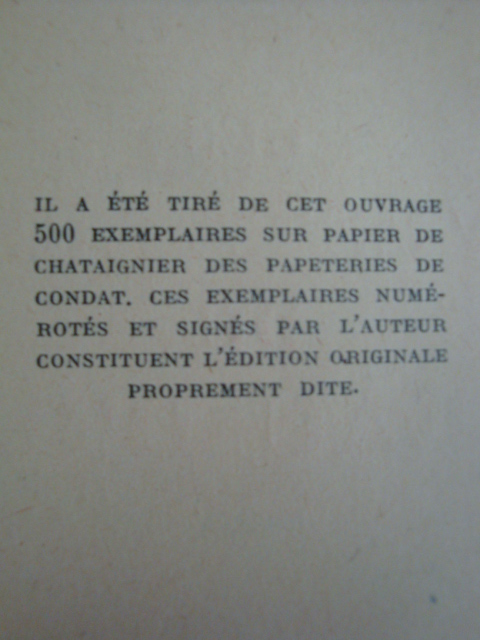 IL A ÉTÉ TIRÉ DE CET OUVRAGE
500 EXEMPLAIRES SUR PAPIER DE
CHATAIGNIER DES PAPETERIES DE
CONDAT. CES EXEMPLAIRES NUMÉ-
ROTÉS ET SIGNÉS PAR L'AUTEUR
CONSTITUENT L'ÉDITION ORIGINALE
PROPREMENT DITE.